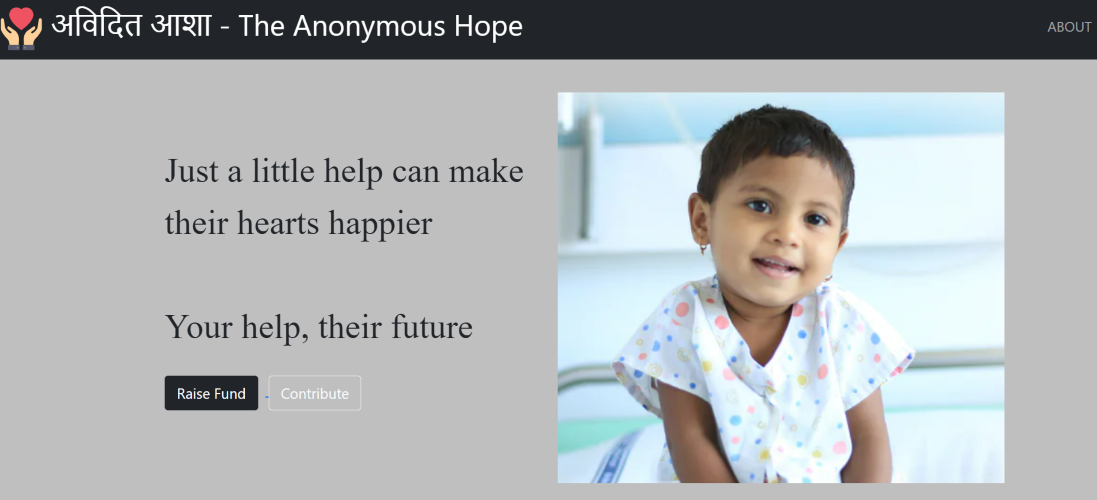 अविदित आशा - The Anonymous Hope
ABOUT
Just a little help can make
their hearts happier
Your help, their future
Raise Fund
Contribute